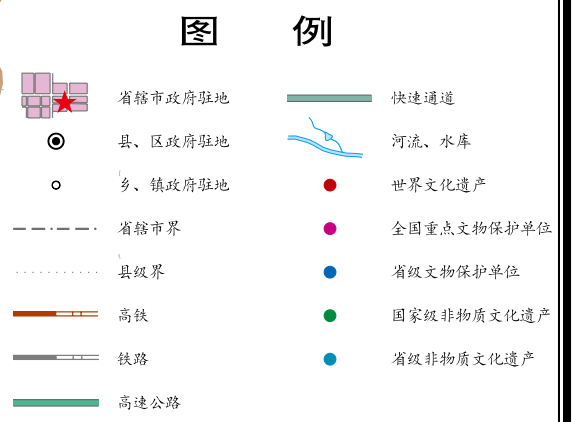 图 例
省辖市政府驻地
县、区政府驻地
乡、镇政府驻地
省辖市界
县级界
高铁
铁路
高速公路
快速通道
河流、水库
世界文化遗产
全国重点文物保护单位
省级文物保护单位
国家级非物质文化遗产
省级非物质文化遗产